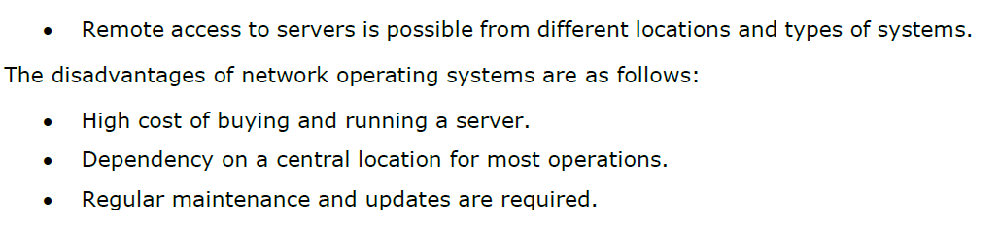 • Remote access to servers is possible from different locations and types of systems.
The disadvantages of network operating systems are as follows:
• High cost of buying and running a server.
• Dependency on a central location for most operations.
• Regular maintenance and updates are required.